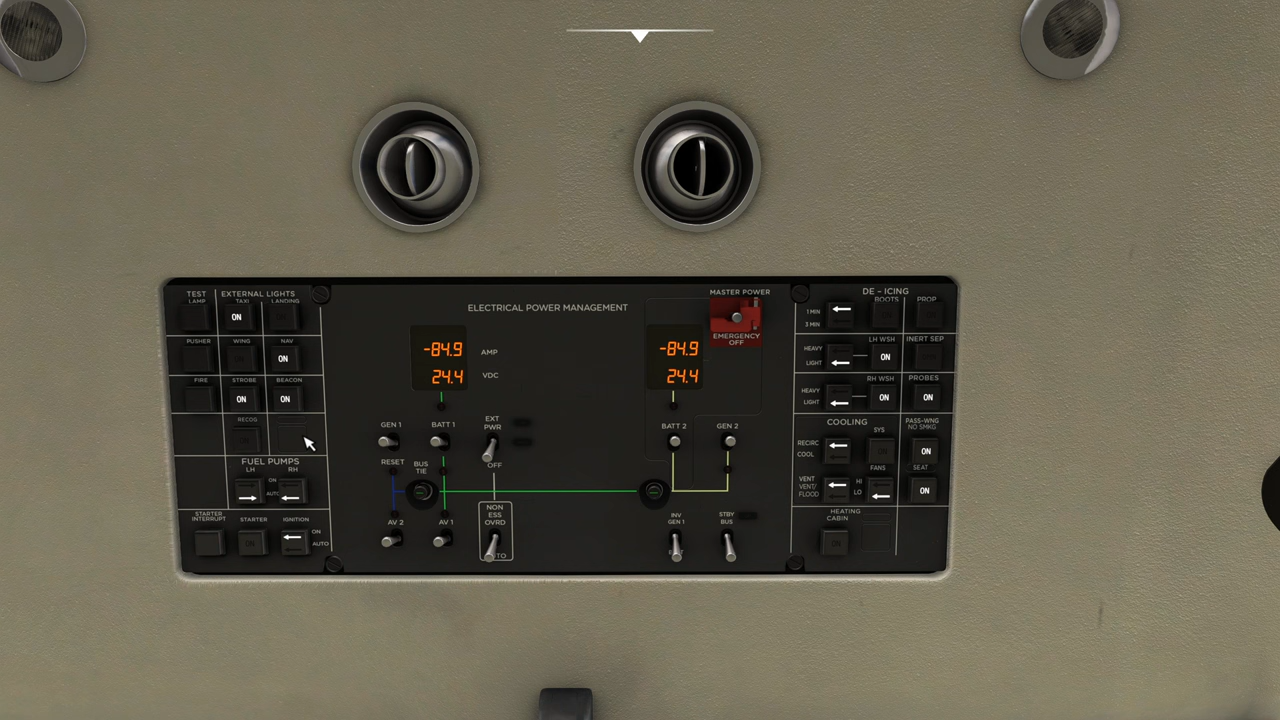 TEST
LAMP
EXTERNAL LIGHTS
TAXI
LANDING
ON
PUSHER
WING
NAV
ON
FIRE
STROBE
BEACON
ON
ON
RECOG
FUEL PUMPS
LH
RH
ON
AUTO
STARTER
INTERRUPT
STARTER
IGNITION
ON
ON
AUTO
ELECTRICAL POWER MANAGEMENT
-84.9
AMP
24.4
VDC
-84.9
24.4
MASTER POWER
EMERGENCY
OFF
GEN 1
BATT 1
EXT
PWR
OFF
BATT 2
GEN 2
RESET
BUS
TIE
AV 2
AV 1
NON
ESS
OVRD
INV
GEN 1
STBY
BUS
DE - ICING
BOOTS
PROP
1 MIN
3 MIN
LH WSH
INERT SEP
HEAVY
LIGHT
ON
RH WSH
PROBES
HEAVY
LIGHT
ON
ON
COOLING
SYS
PASS-WNG
NO SMKG
RECIRC
COOL
ON
FANS
SEAT
VENT
VENT/
FLOOD
HI
LO
ON
HEATING
CABIN
ON